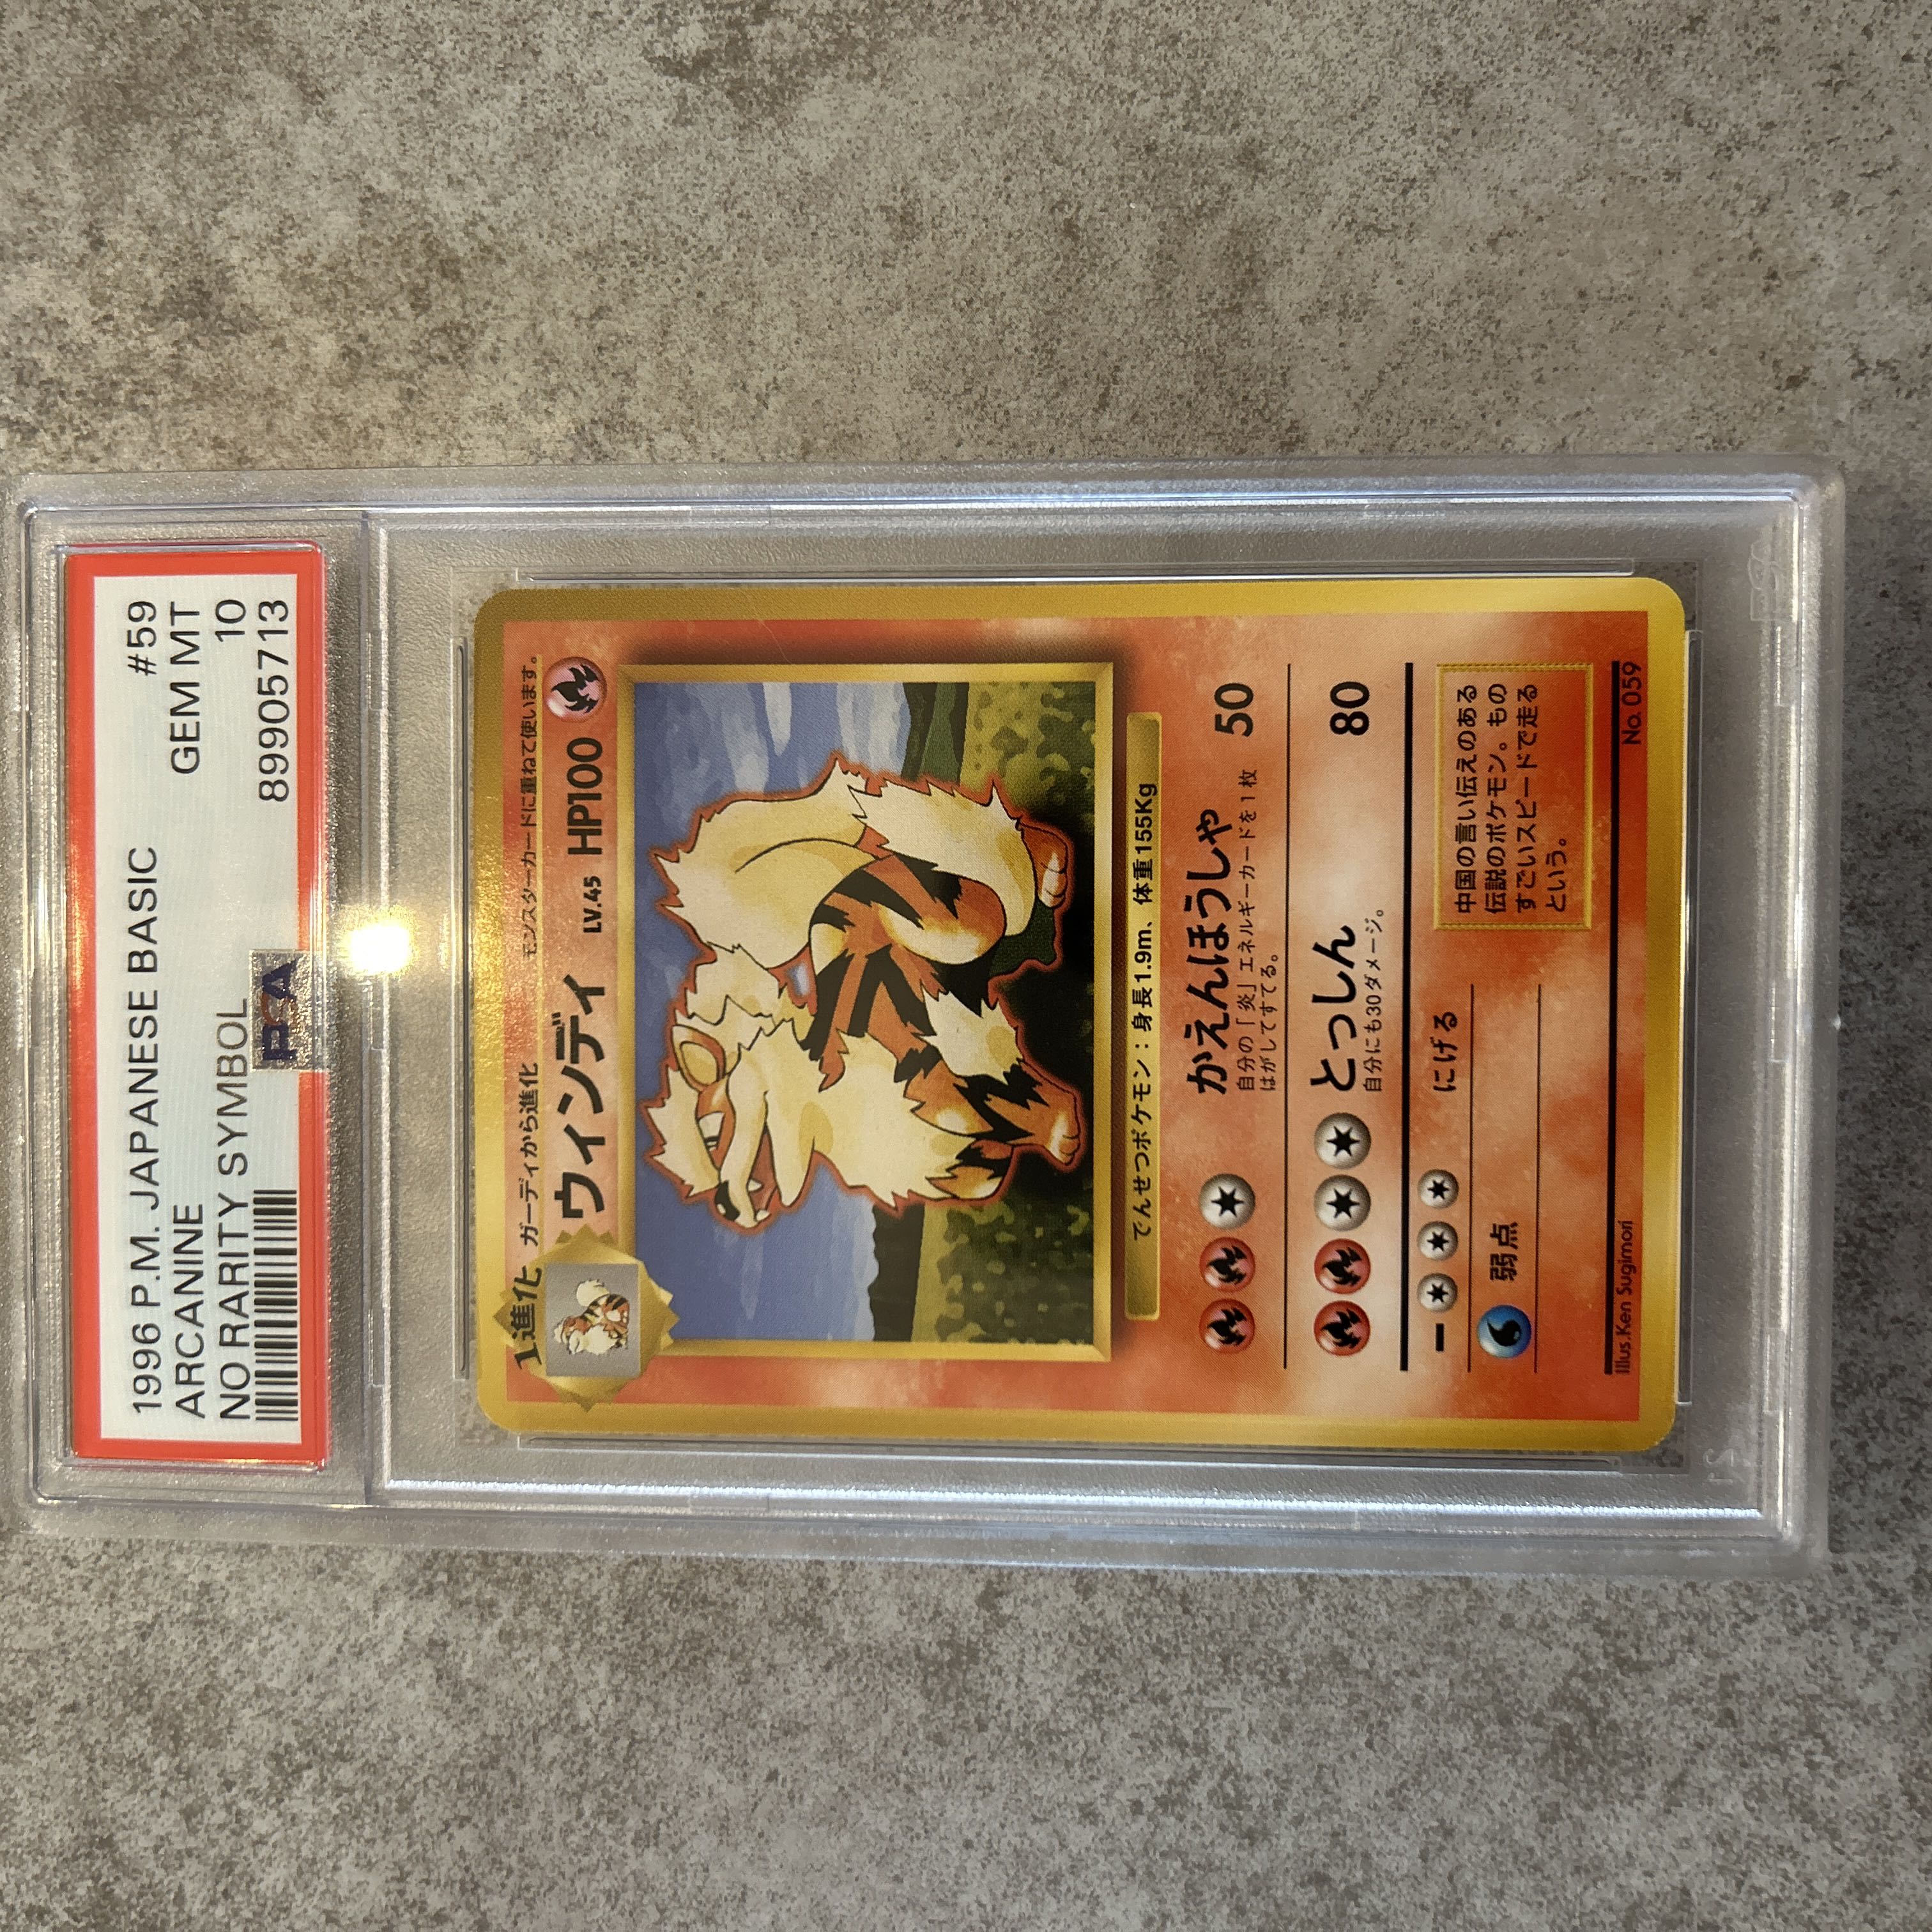 1996 P.M. JAPANESE BASIC #59
ARCANINE GEM MT
NO RARITY SYMBOL 10
PSA 89905713
1進化 ガーディから進化 モンスターカードに重ねて使います。
ウィンディ LV.45 HP100
でんせつポケモン：身長1.9m、体重155Kg
かえんほうしゃ 50
自分の「炎」エネルギーカードを1枚
はがしてすてる。
とっしん 80
自分にも30ダメージ。
にげる
弱点
中国の言い伝えのある
伝説のポケモン。もの
すごいスピードで走る
という。
Illus.Ken Sugimori No.059